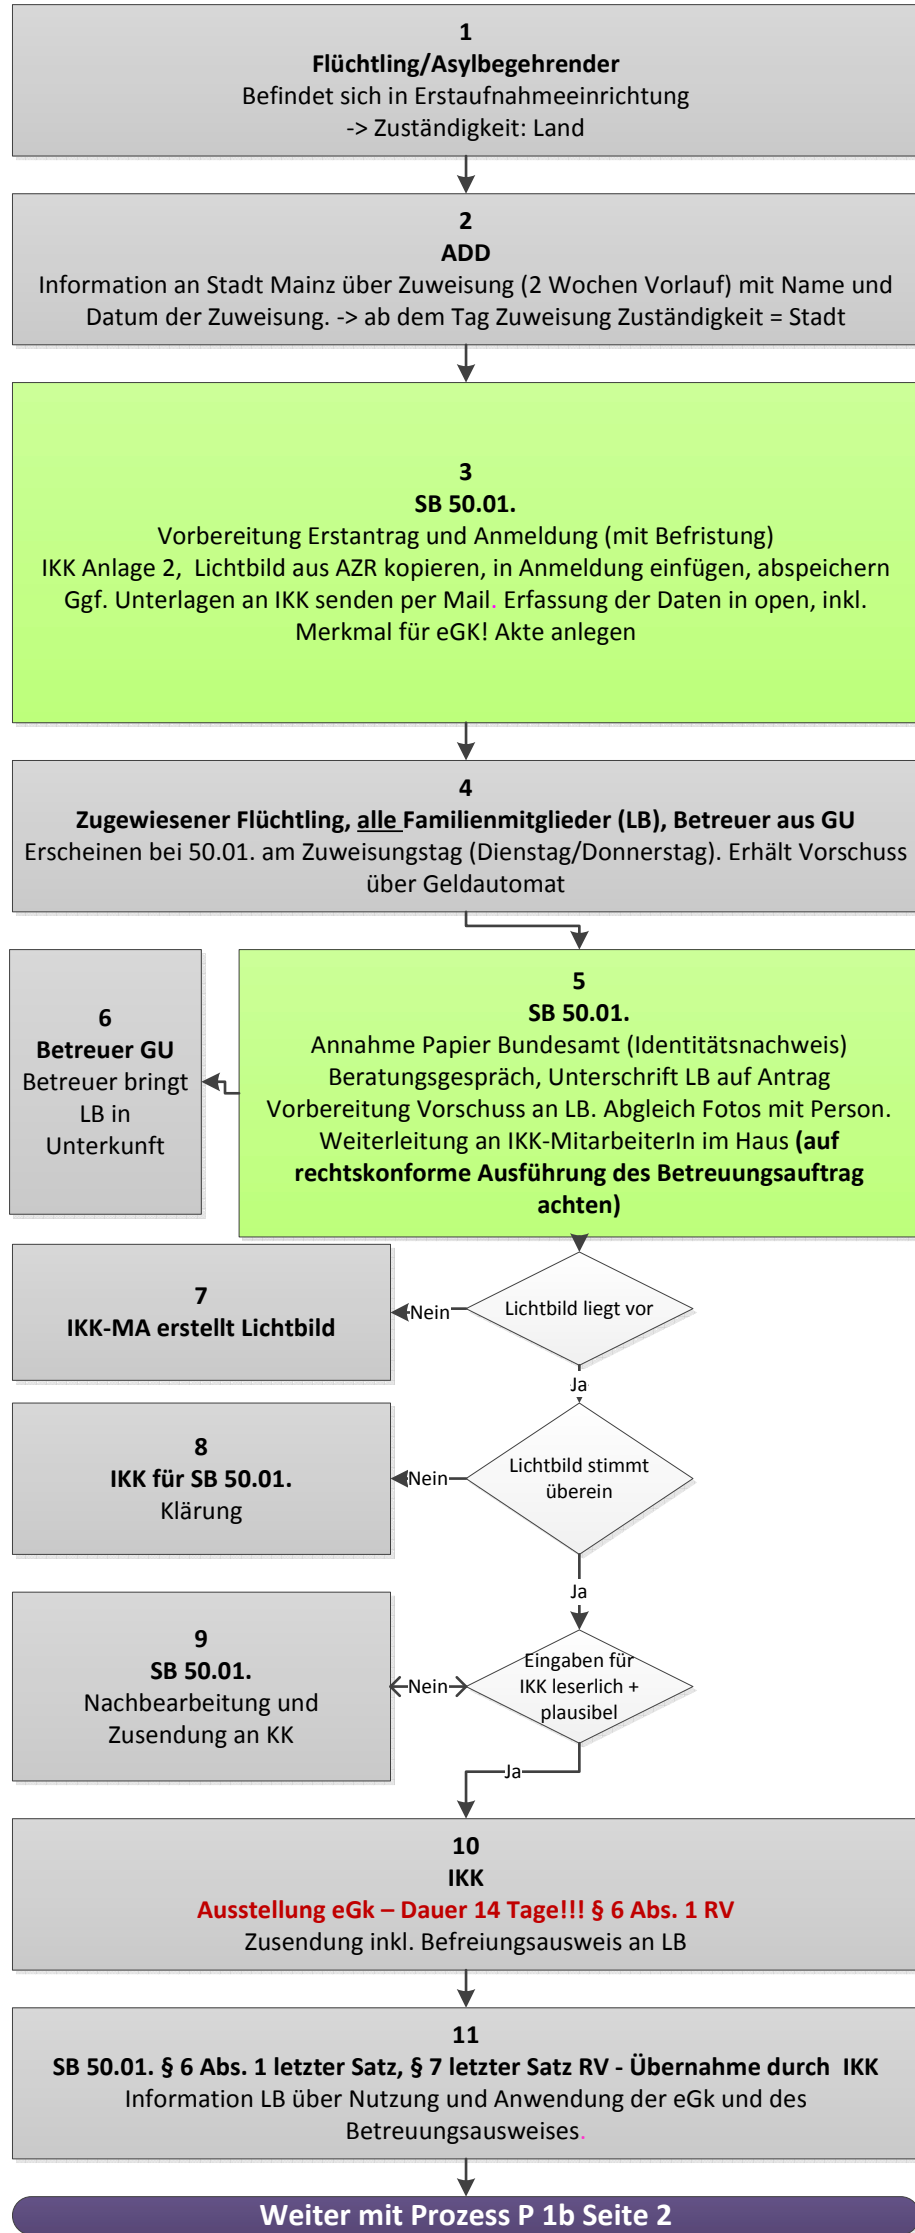 1
Flüchtling/Asylbegehrender
Befindet sich in Erstaufnahmeeinrichtung
-> Zuständigkeit: Land
2
ADD
Information an Stadt Mainz über Zuweisung (2 Wochen Vorlauf) mit Name und
Datum der Zuweisung. -> ab dem Tag Zuweisung Zuständigkeit = Stadt
3
SB 50.01.
Vorbereitung Erstantrag und Anmeldung (mit Befristung)
IKK Anlage 2,  Lichtbild aus AZR kopieren, in Anmeldung einfügen, abspeichern
Ggf. Unterlagen an IKK senden per Mail. Erfassung der Daten in open, inkl.
Merkmal für eGK! Akte anlegen
4
Zugewiesener Flüchtling, alle Familienmitglieder (LB), Betreuer aus GU
Erscheinen bei 50.01. am Zuweisungstag (Dienstag/Donnerstag). Erhält Vorschuss
über Geldautomat
5
SB 50.01.
Annahme Papier Bundesamt (Identitätsnachweis)
Beratungsgespräch, Unterschrift LB auf Antrag
Vorbereitung Vorschuss an LB. Abgleich Fotos mit Person.
Weiterleitung an IKK-MitarbeiterIn im Haus (auf
rechtskonforme Ausführung des Betreuungsauftrag
achten)
6
Betreuer GU
Betreuer bringt
LB in
Unterkunft
Lichtbild liegt vor
Nein
7
IKK-MA erstellt Lichtbild
Ja
Lichtbild stimmt
überein
Nein
8
IKK für SB 50.01.
Klärung
Ja
Eingaben für
IKK leserlich +
plausibel
Nein
9
SB 50.01.
Nachbearbeitung und
Zusendung an KK
Ja
10
IKK
Ausstellung eGk – Dauer 14 Tage!!! § 6 Abs. 1 RV
Zusendung inkl. Befreiungsausweis an LB
11
SB 50.01. § 6 Abs. 1 letzter Satz, § 7 letzter Satz RV - Übernahme durch  IKK
Information LB über Nutzung und Anwendung der eGk und des
Betreuungsausweises.
Weiter mit Prozess P 1b Seite 2